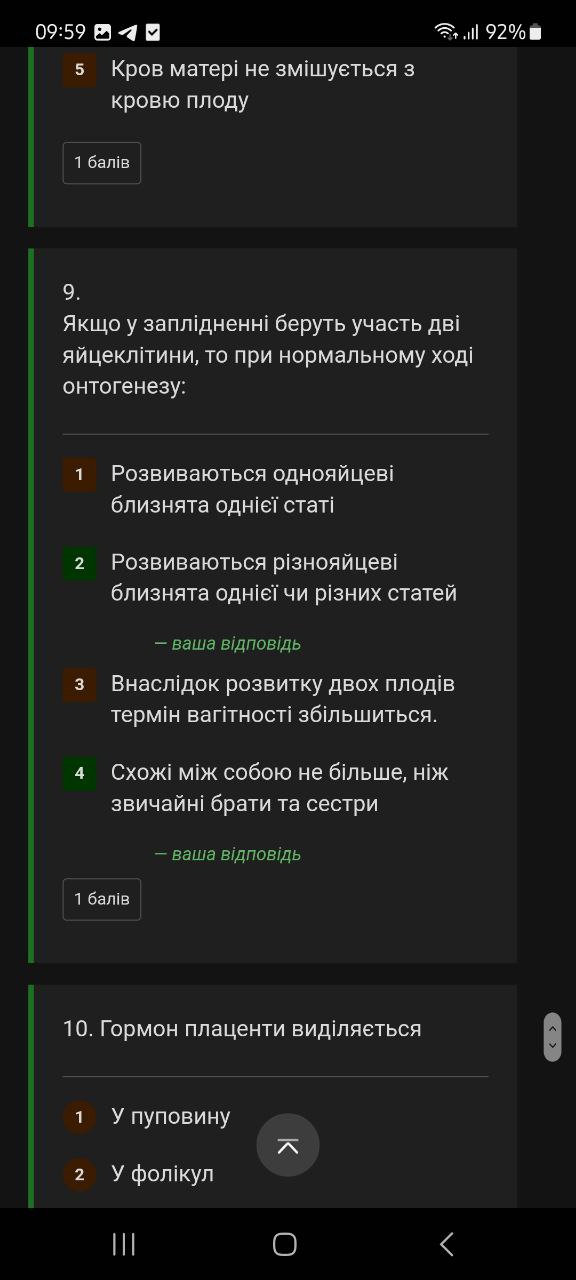 09:59 92%
5 Кров матері не змішується з
кровю плоду
1 балів
9.
Якщо у заплідненні беруть участь дві
яйцеклітини, то при нормальному ході
онтогенезу:
1 Розвиваються однояйцеві
близнята однієї статі
2 Розвиваються різнояйцеві
близнята однієї чи різних статей
— ваша відповідь
3 Внаслідок розвитку двох плодів
термін вагітності збільшиться.
4 Схожі між собою не більше, ніж
звичайні брати та сестри
— ваша відповідь
1 балів
10. Гормон плаценти виділяється
1 У пуповину
2 У фолікул